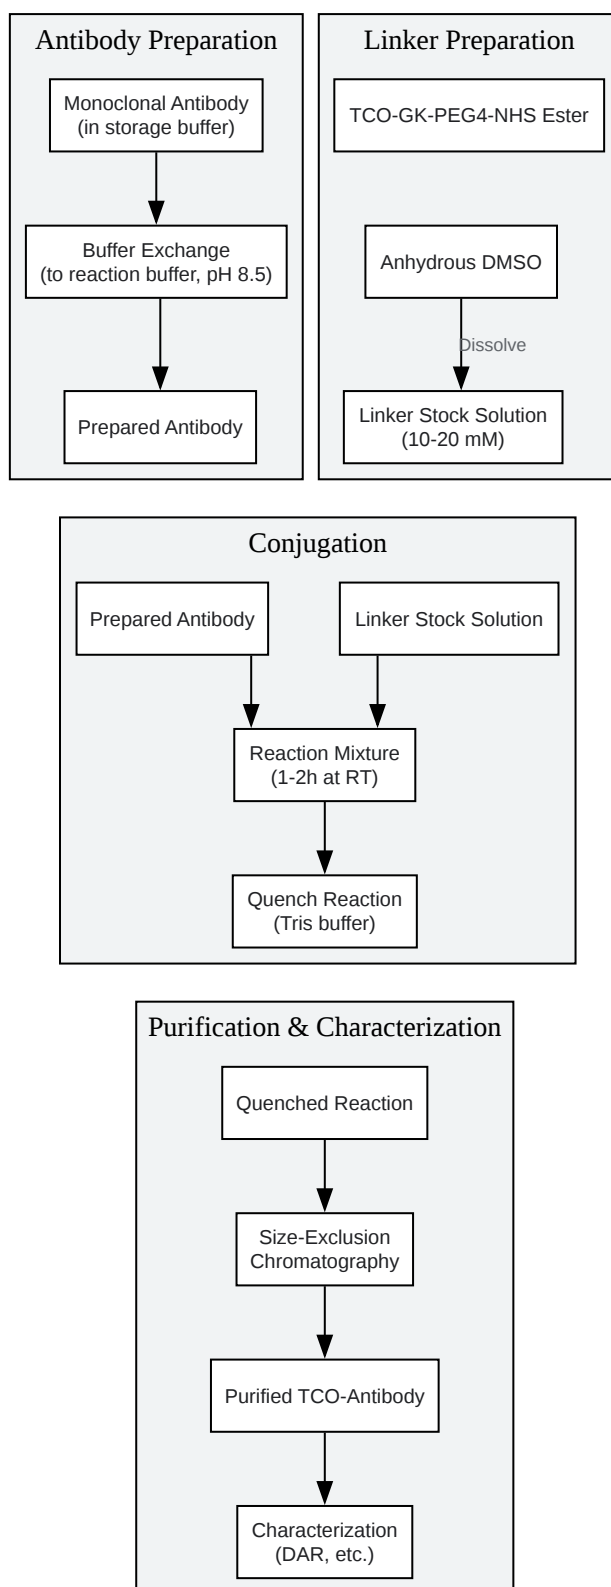 Antibody Preparation
Monoclonal Antibody
(in storage buffer)
Buffer Exchange
(to reaction buffer, pH 8.5)
Prepared Antibody
Linker Preparation
TCO-GK-PEG4-NHS Ester
Anhydrous DMSO
Dissolve
Linker Stock Solution
(10-20 mM)
Conjugation
Prepared Antibody
Linker Stock Solution
Reaction Mixture
(1-2h at RT)
Quench Reaction
(Tris buffer)
Purification & Characterization
Quenched Reaction
Size-Exclusion
Chromatography
Purified TCO-Antibody
Characterization
(DAR, etc.)